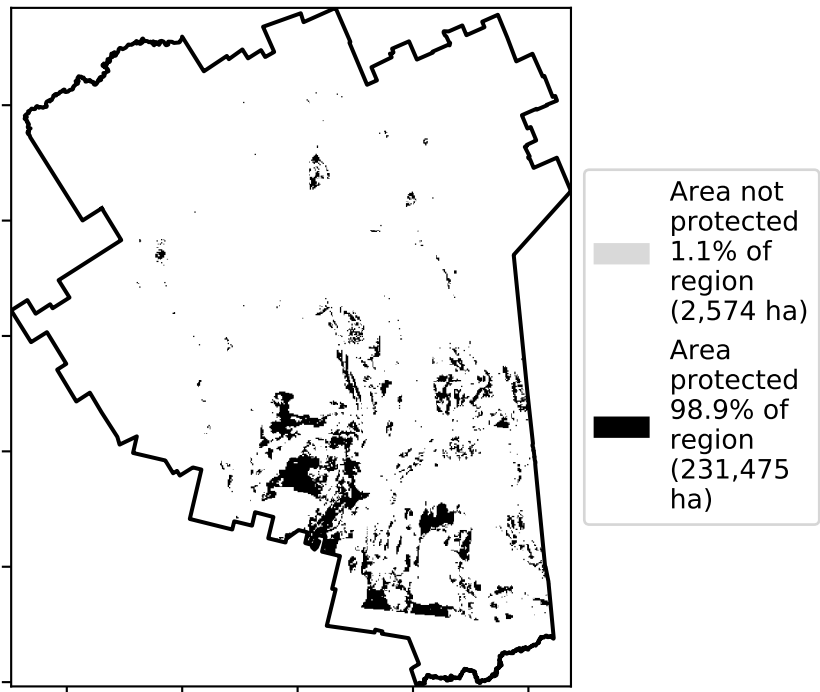 Area not
protected
1.1% of
region
(2,574 ha)
Area
protected
98.9% of
region
(231,475
ha)